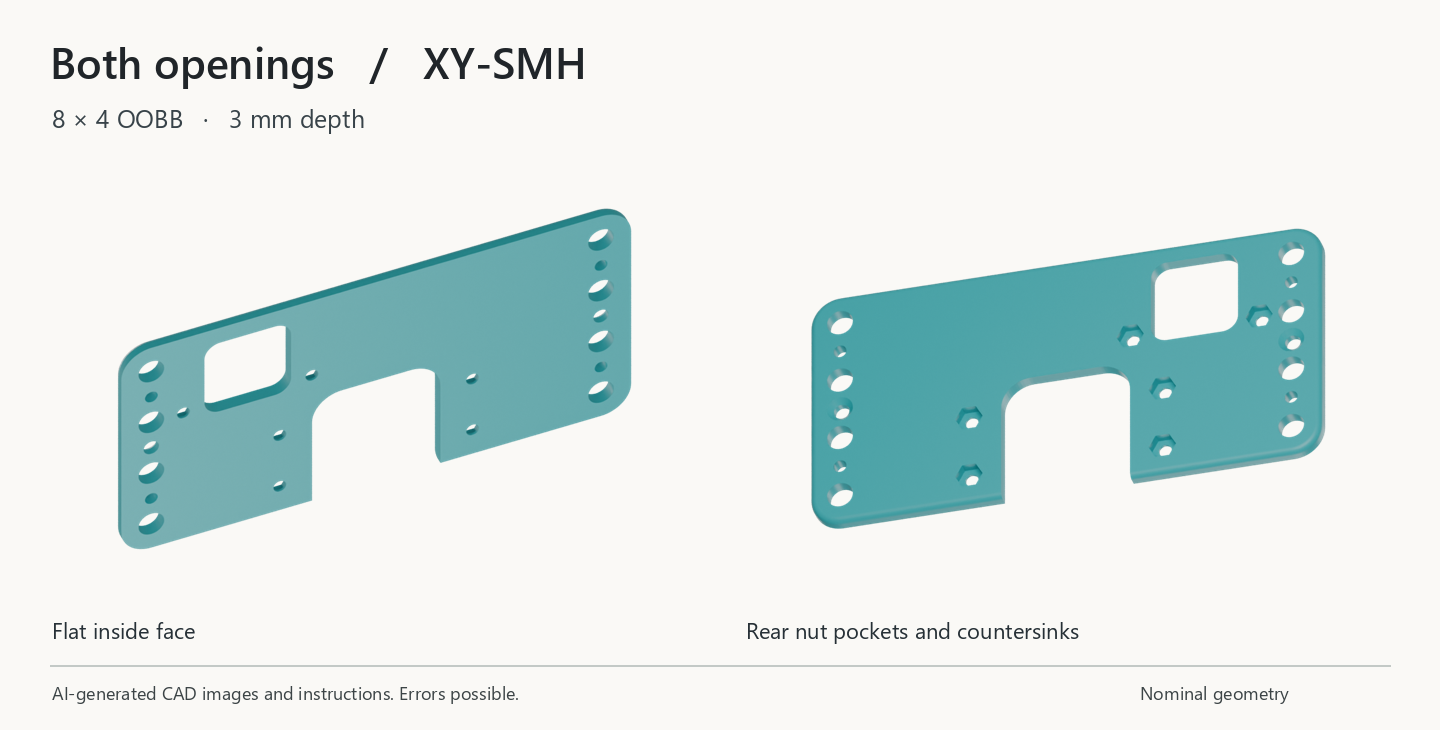 Both openings / XY-SMH
8 × 4 OOBB · 3 mm depth
Flat inside face
Rear nut pockets and countersinks
AI-generated CAD images and instructions. Errors possible.
Nominal geometry